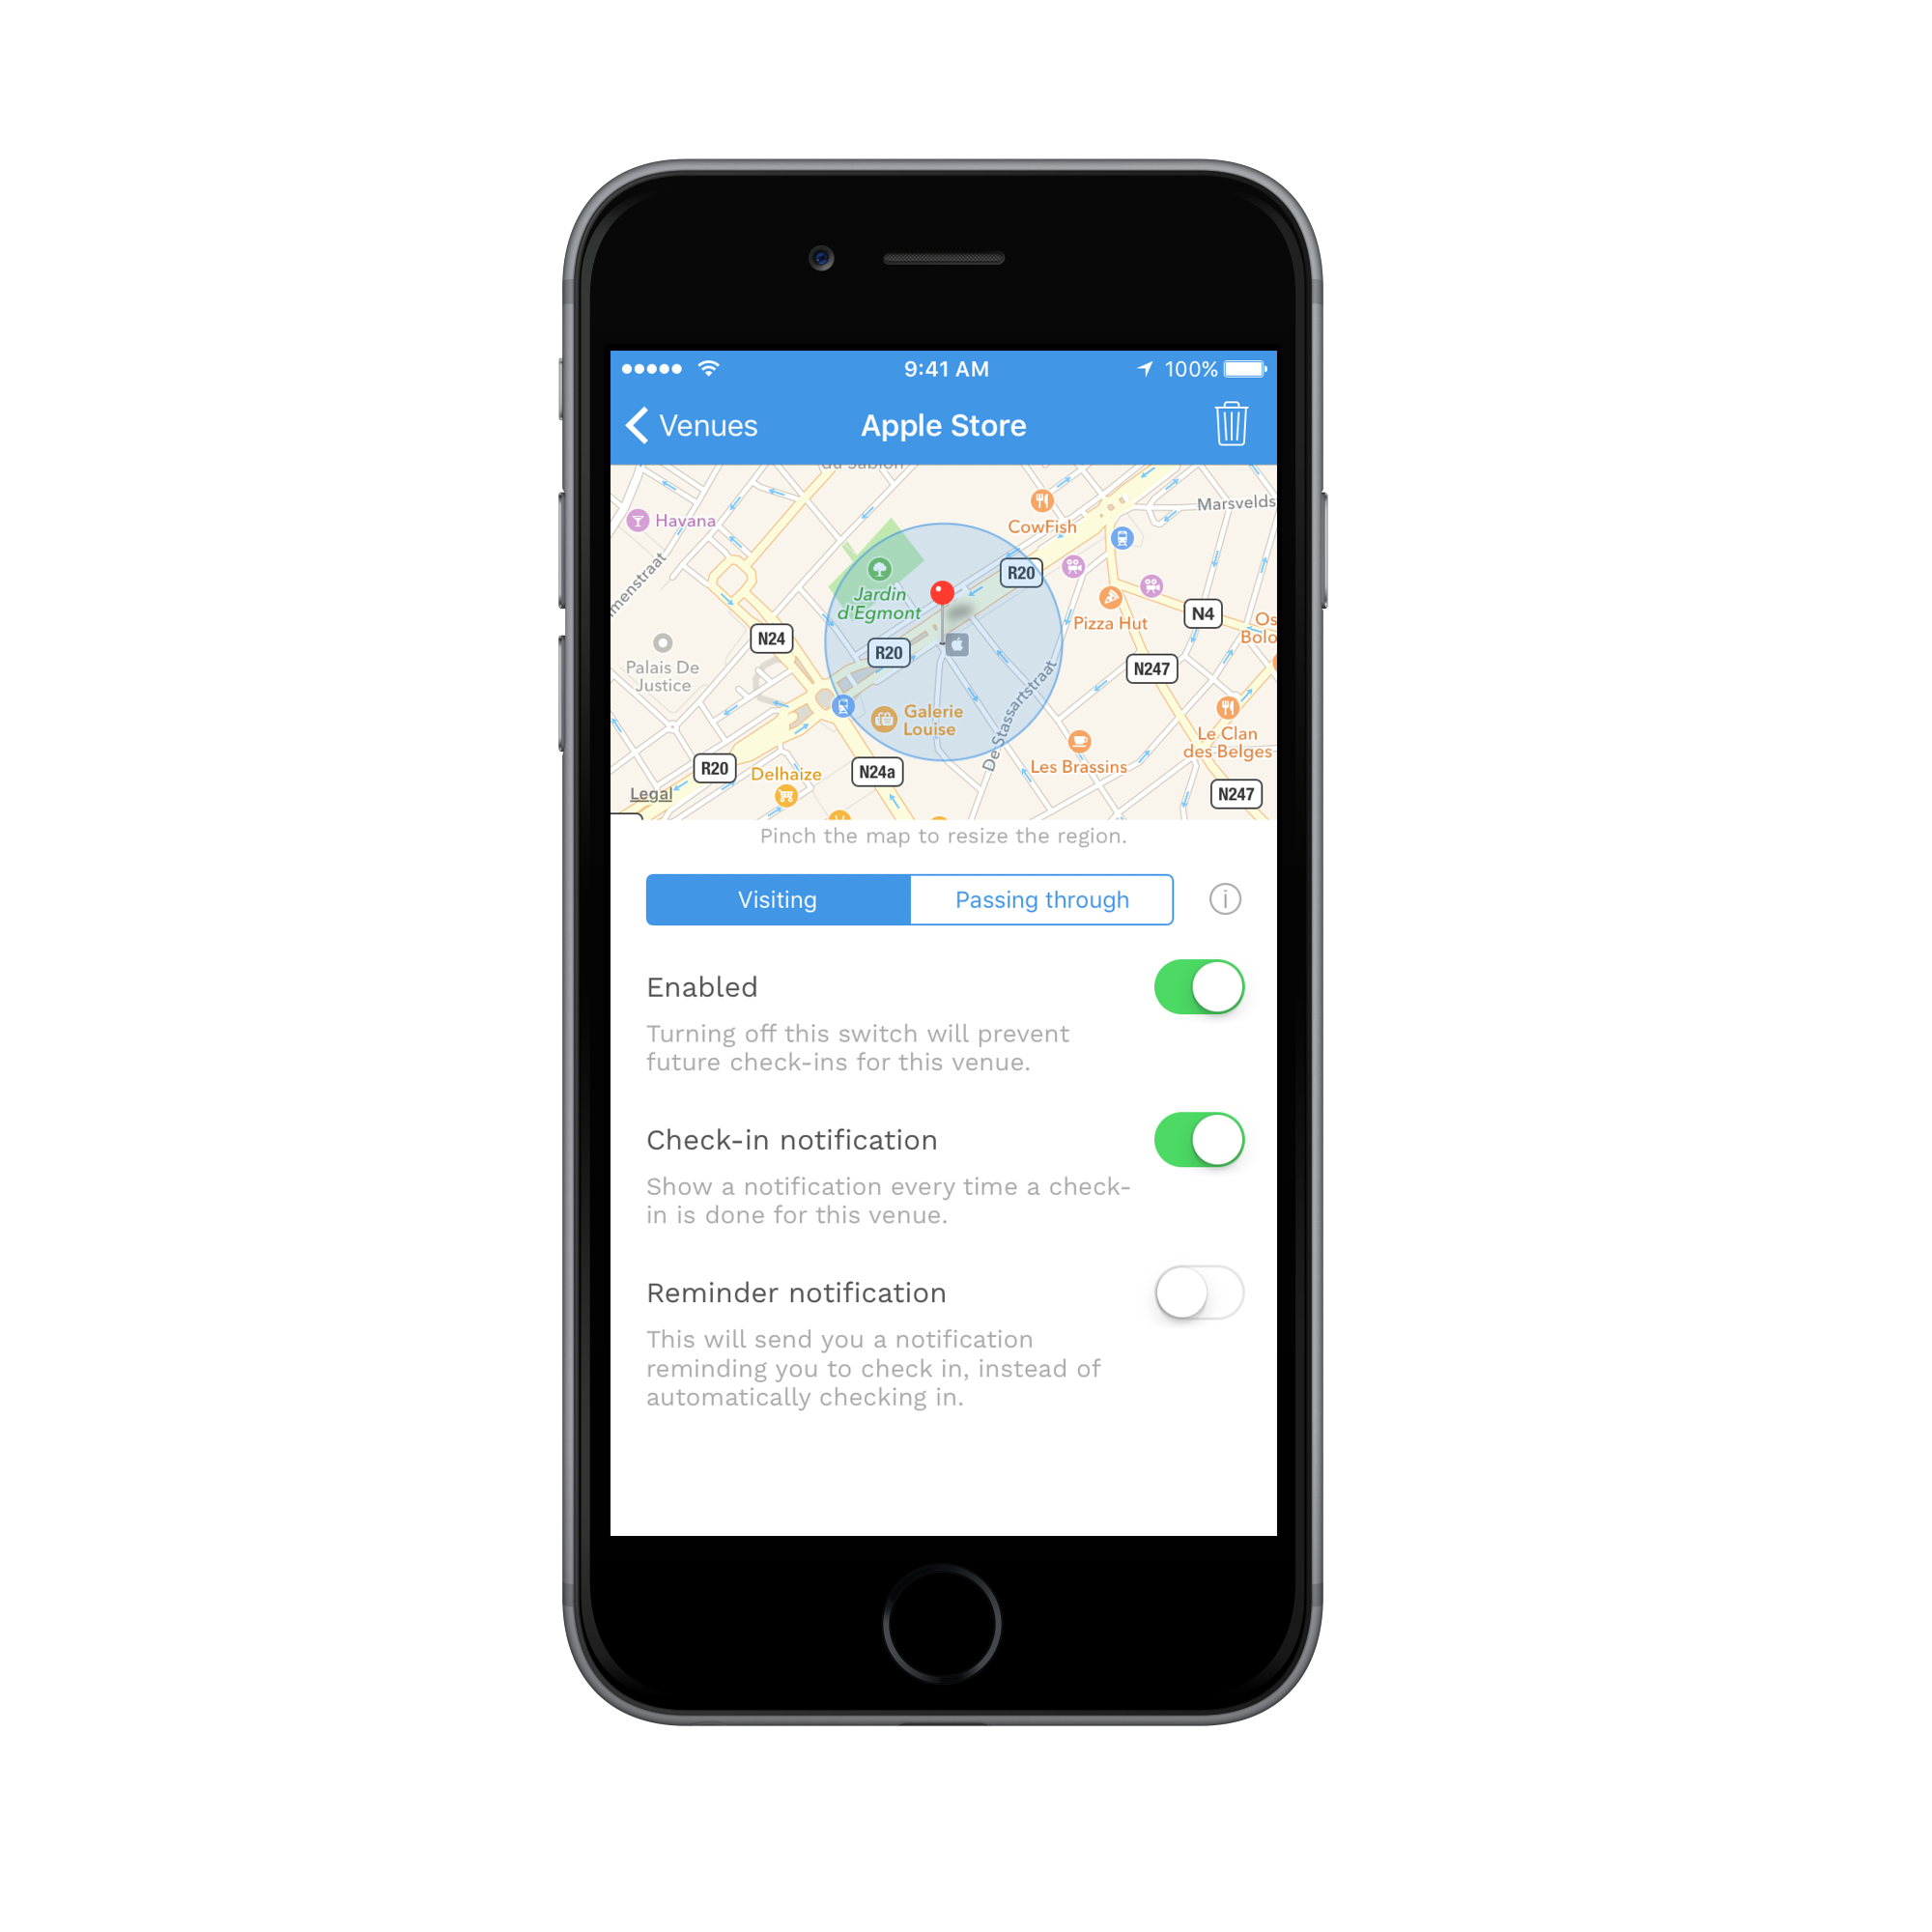 9:41 AM
100%
Venues
Apple Store
du Sablon
Marsvelds
Havana
CowFish
R20
menstraat
Jardin
d'Egmont
Pizza Hut
N4
Os
Bolo
N24
R20
N247
Palais De
Justice
De Stassartstraat
Galerie
Louise
Le Clan
des Belges
Les Brassins
R20
Delhaize
N24a
Legal
N247
Pinch the map to resize the region.
Visiting
Passing through
i
Enabled
Turning off this switch will prevent
future check-ins for this venue.
Check-in notification
Show a notification every time a check-
in is done for this venue.
Reminder notification
This will send you a notification
reminding you to check in, instead of
automatically checking in.